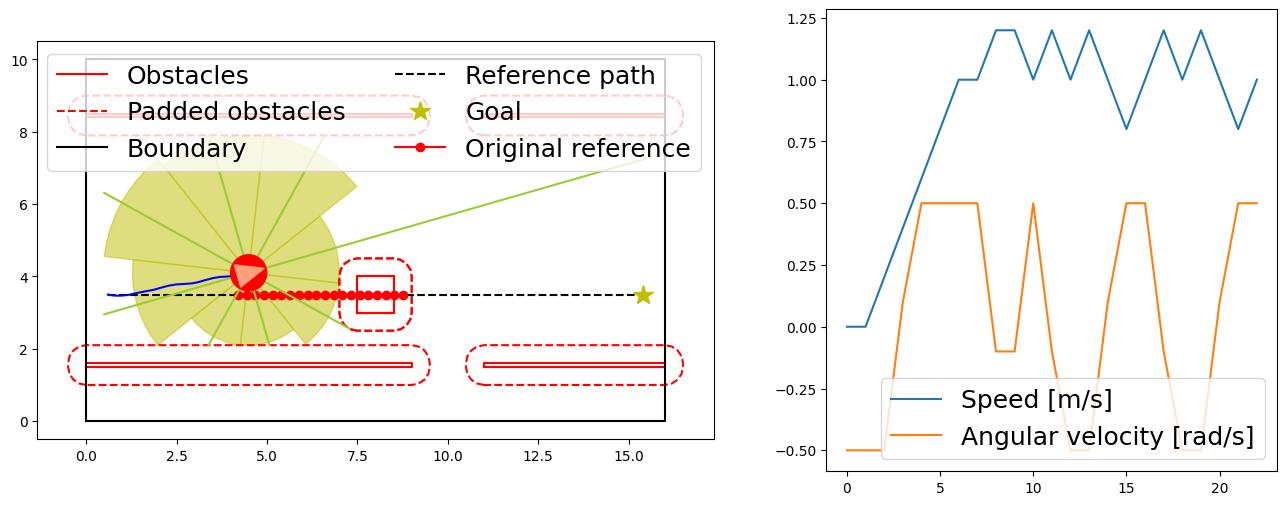 Obstacles
Padded obstacles
Boundary
Reference path
Goal
Original reference
10
8
6
4
2
0
0.0 2.5 5.0 7.5 10.0 12.5 15.0
1.25
1.00
0.75
0.50
0.25
0.00
−0.25
−0.50
Speed [m/s]
Angular velocity [rad/s]
0 5 10 15 20